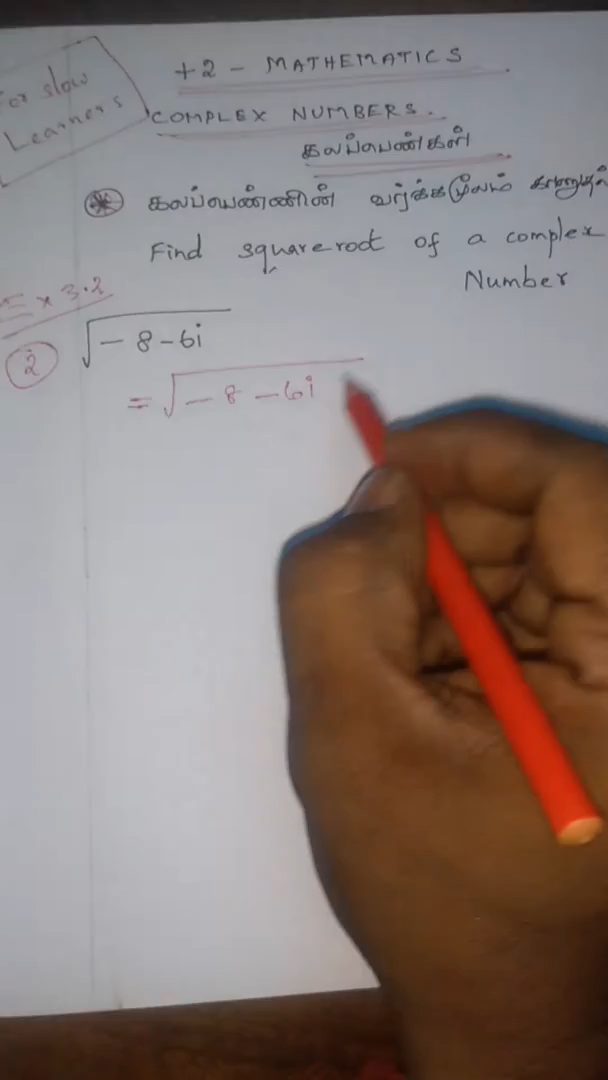 For slow
Learners
+2 - MATHEMATICS
COMPLEX NUMBERS.
கலப்பெண்கள்
கலப்பெண்ணின் வர்க்கமூலம் காணுதல்
Find squareroot of a complex
Number
Ex 3.2
② √-8-6i
= √-8-6i